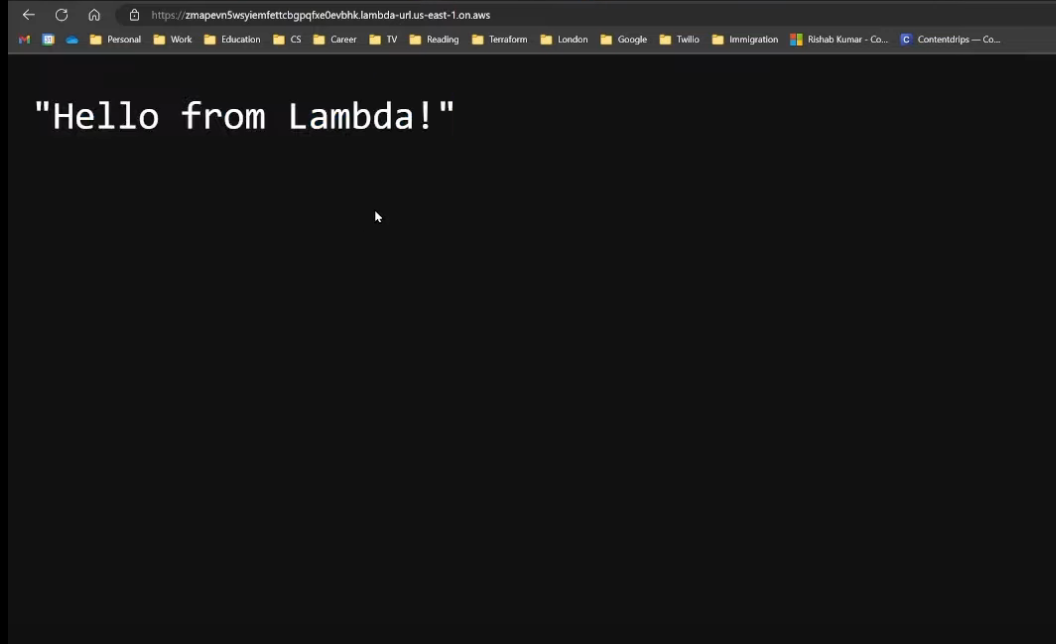 https://zmapevn5wsyiemfettcbgpqfxe0evbhk.lambda-url.us-east-1.on.aws
Personal Work Education CS Career TV Reading Terraform London Google Twilio Immigration Rishab Kumar - Co... Contentdrips — Co...
"Hello from Lambda!"